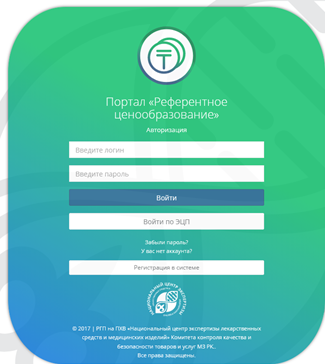 Портал «Референтное
ценообразование»
Авторизация
Введите логин
Введите пароль
Войти
Войти по ЭЦП
Забыли пароль?
У вас нет аккаунта?
Регистрация в системе
© 2017 | РГП на ПХВ «Национальный центр экспертизы лекарственных
средств и медицинских изделий» Комитета контроля качества и
безопасности товаров и услуг МЗ РК.
Все права защищены.